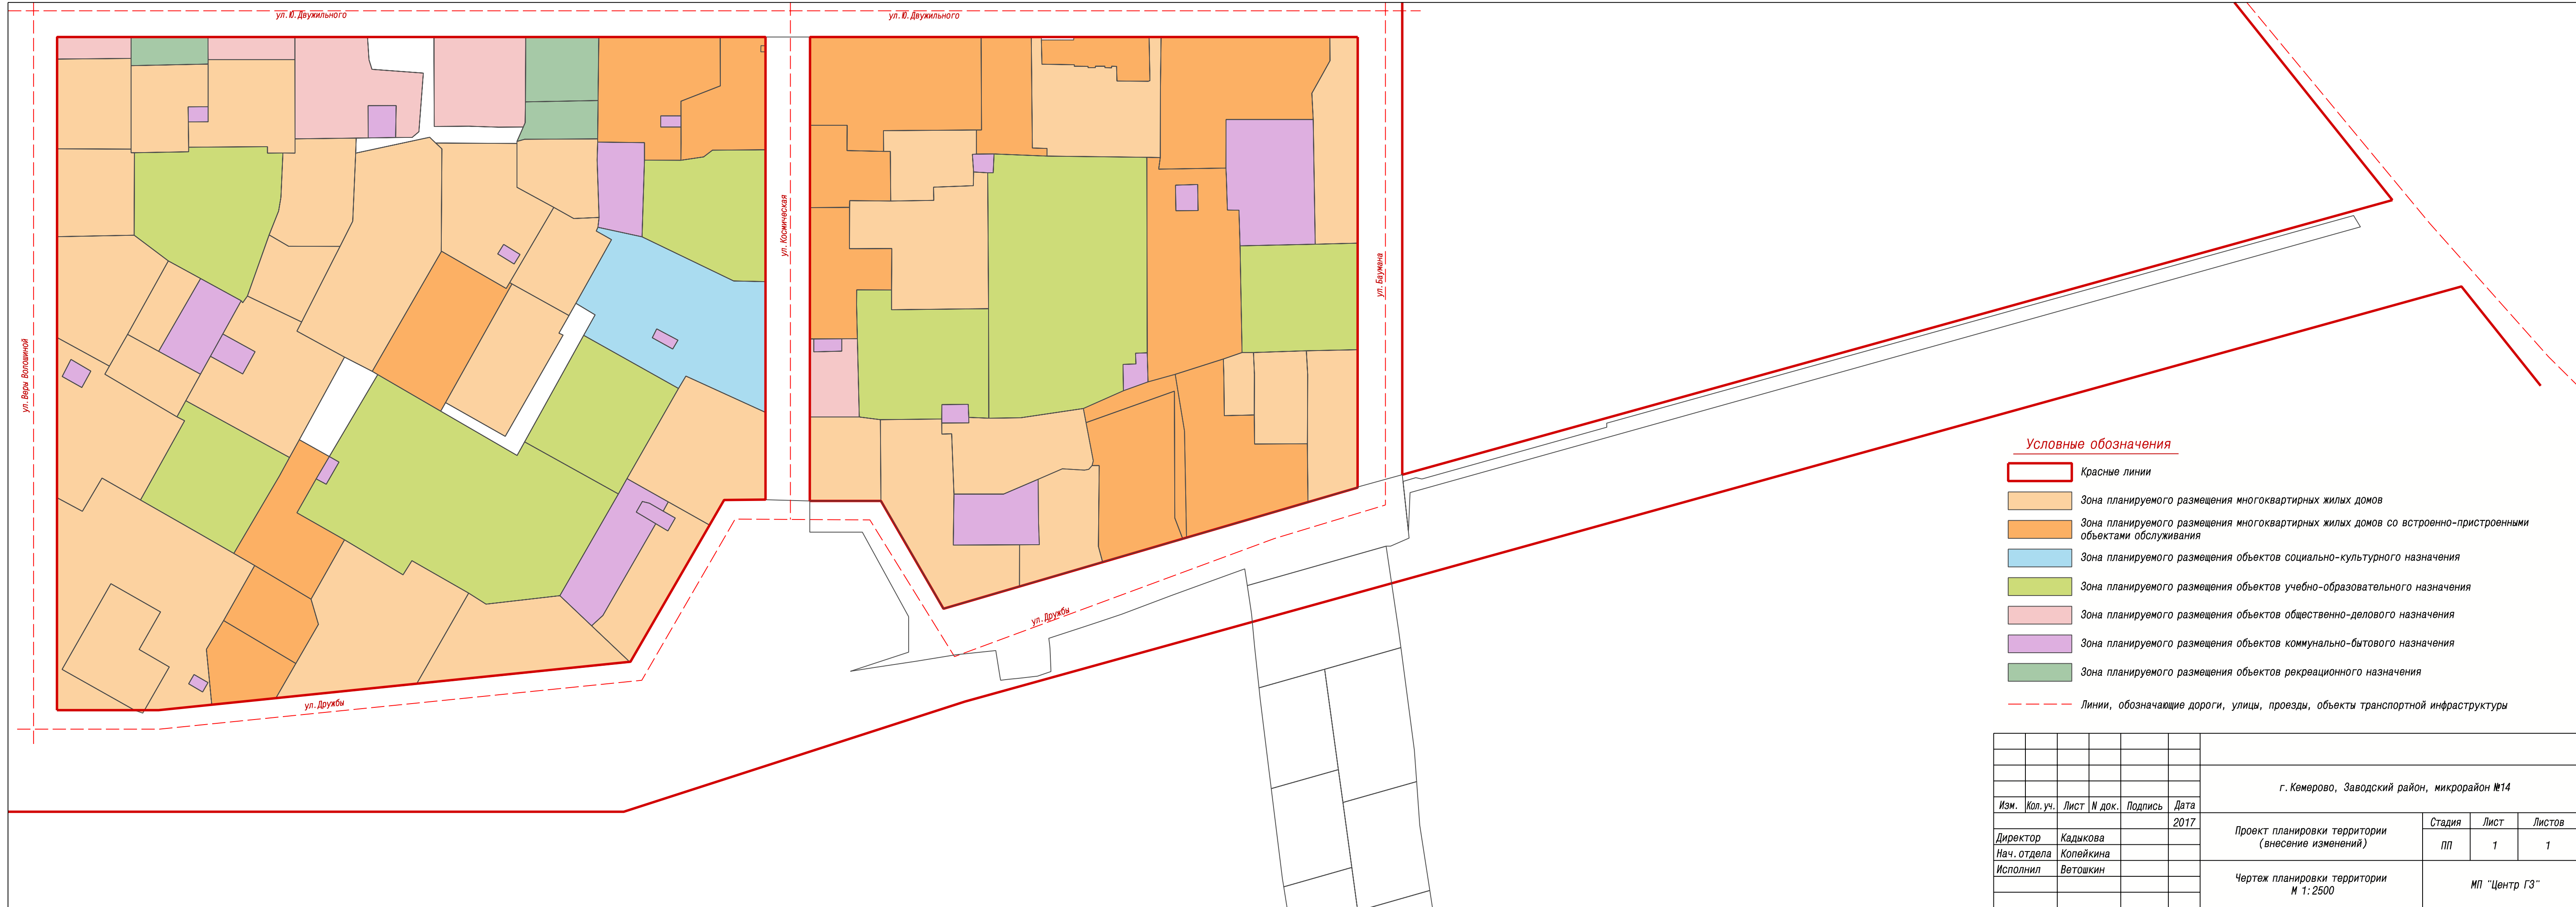 ул.Ю.Двужильного
ул.Ю.Двужильного
ул.Веры Волошиной
ул.Космическая
ул.Баумана
ул.Дружбы
ул.Дружбы
Условные обозначения
Красные линии
Зона планируемого размещения многоквартирных жилых домов
Зона планируемого размещения многоквартирных жилых домов со встроенно-пристроенными
объектами обслуживания
Зона планируемого размещения объектов социально-культурного назначения
Зона планируемого размещения объектов учебно-образовательного назначения
Зона планируемого размещения объектов общественно-делового назначения
Зона планируемого размещения объектов коммунально-бытового назначения
Зона планируемого размещения объектов рекреационного назначения
Линии, обозначающие дороги, улицы, проезды, объекты транспортной инфраструктуры
г.Кемерово, Заводский район, микрорайон №14
Изм. Кол.уч. Лист N док. Подпись Дата
2017
Директор Кадыкова
Нач.отдела Копейкина
Исполнил Ветошкин
Проект планировки территории
(внесение изменений)
Стадия Лист Листов
ПП 1 1
Чертеж планировки территории
М 1:2500
МП "Центр ГЗ"